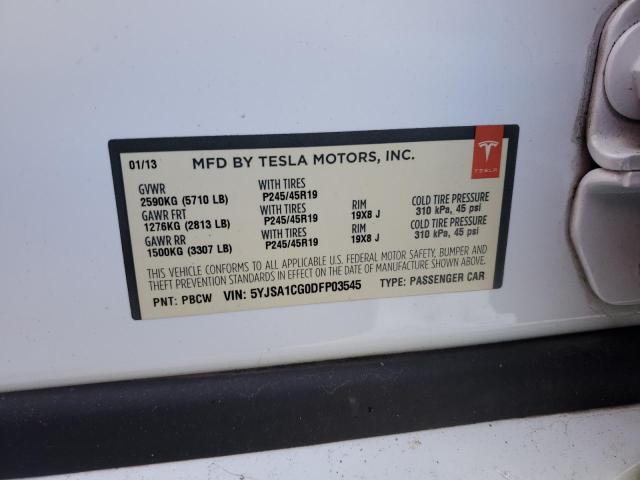 01/13 MFD BY TESLA MOTORS, INC.
TESLA
GVWR WITH TIRES
2590KG (5710 LB) P245/45R19 RIM COLD TIRE PRESSURE
GAWR FRT WITH TIRES 19X8 J 310 kPa, 45 psi
1276KG (2813 LB) P245/45R19 RIM COLD TIRE PRESSURE
GAWR RR WITH TIRES 19X8 J 310 kPa, 45 psi
1500KG (3307 LB) P245/45R19
THIS VEHICLE CONFORMS TO ALL APPLICABLE U.S. FEDERAL MOTOR SAFETY, BUMPER AND
THEFT PREVENTION STANDARDS IN EFFECT ON THE DATE OF MANUFACTURE SHOWN ABOVE.
PNT: PBCW VIN: 5YJSA1CG0DFP03545 TYPE: PASSENGER CAR